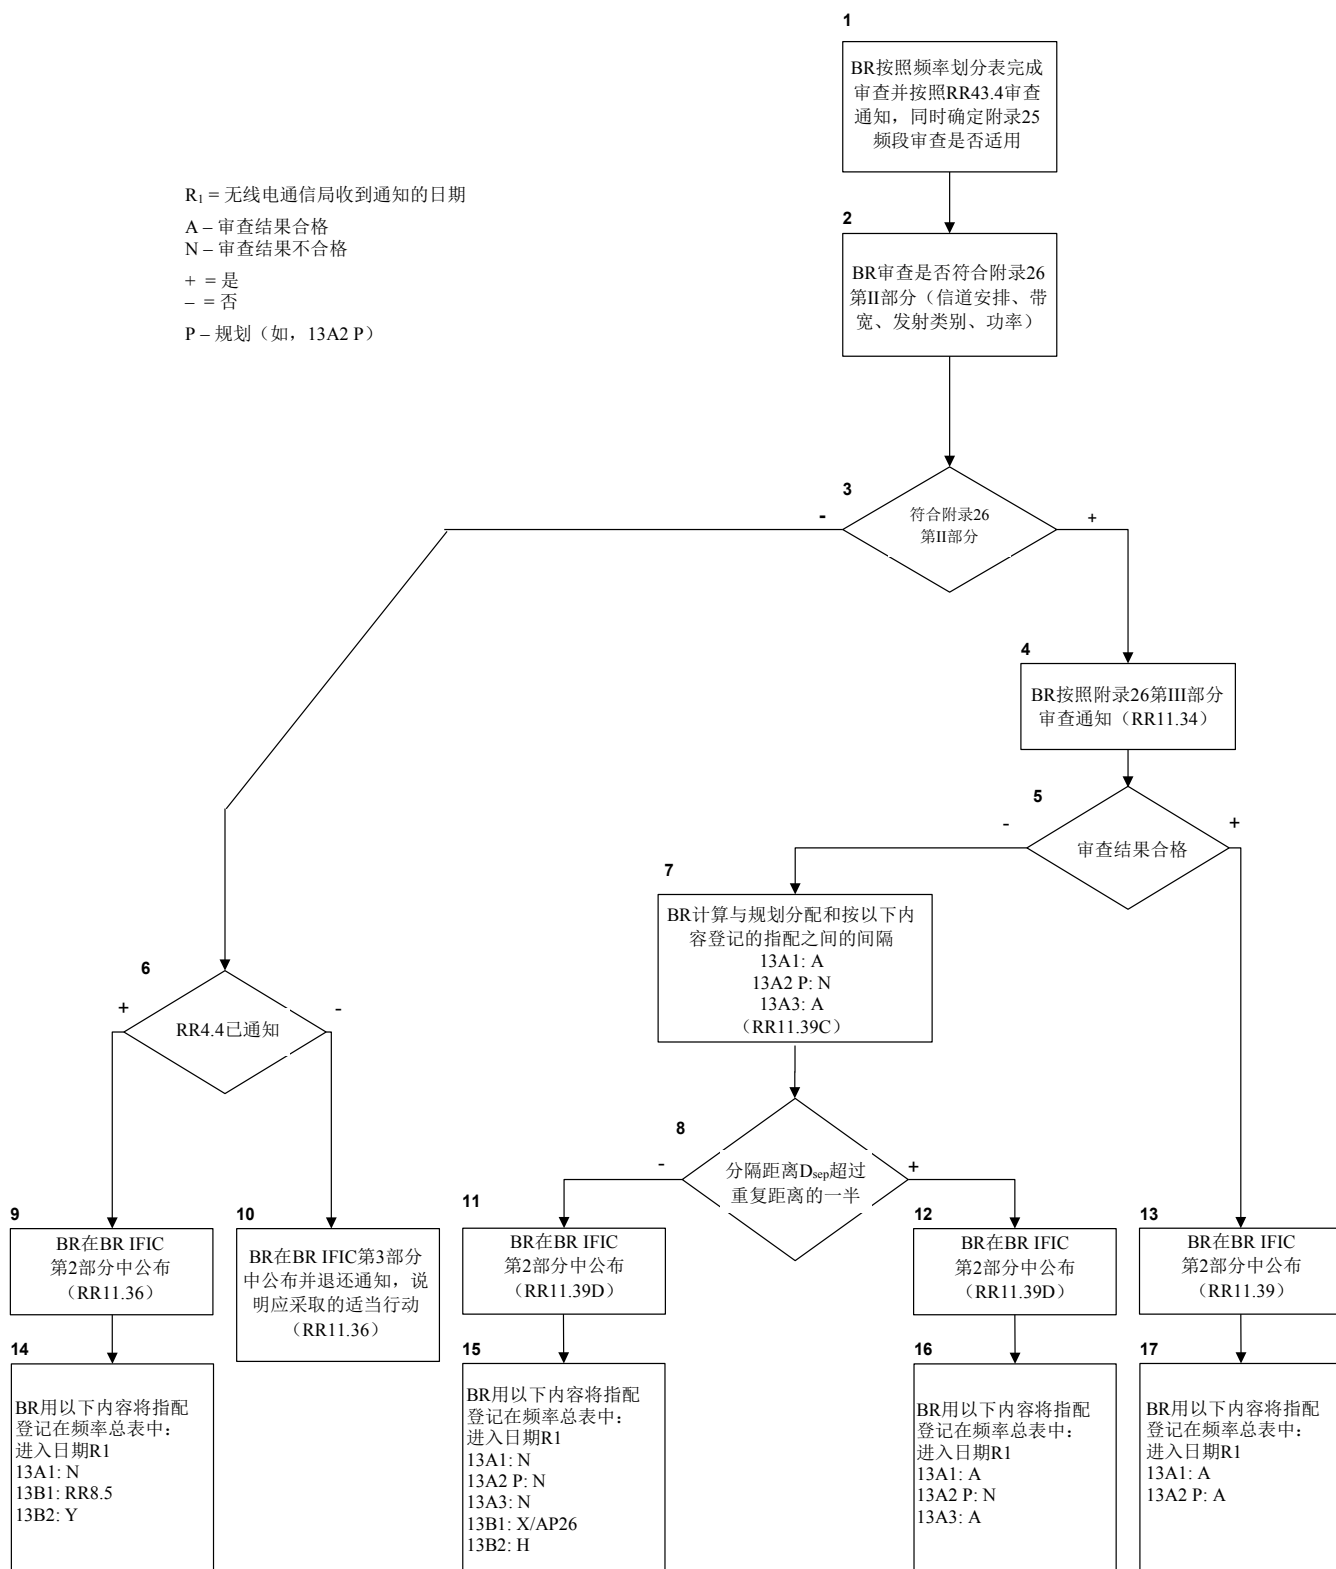 1
BR按照频率划分表完成
审查并按照RR43.4审查
通知，同时确定附录25
频段审查是否适用
R1 = 无线电通信局收到通知的日期
A – 审查结果合格
N – 审查结果不合格
+ = 是
– = 否
P – 规划（如，13A2 P）
2
BR审查是否符合附录26
第II部分（信道安排、带
宽、发射类别、功率）
3
符合附录26
第II部分
-
+
4
BR按照附录26第III部分
审查通知（RR11.34）
5
审查结果合格
-
+
7
BR计算与规划分配和按以下内
容登记的指配之间的间隔
13A1: A
13A2 P: N
13A3: A
（RR11.39C）
6
RR4.4已通知
+
-
8
分隔距离Dsep超过
重复距离的一半
-
+
9
BR在BR IFIC
第2部分中公布
（RR11.36）
10
BR在BR IFIC第3部分
中公布并退还通知，说
明应采取的适当行动
（RR11.36）
11
BR在BR IFIC
第2部分中公布
（RR11.39D）
12
BR在BR IFIC
第2部分中公布
（RR11.39D）
13
BR在BR IFIC
第2部分中公布
（RR11.39）
14
BR用以下内容将指配
登记在频率总表中：
进入日期R1
13A1: N
13B1: RR8.5
13B2: Y
15
BR用以下内容将指配
登记在频率总表中：
进入日期R1
13A1: N
13A2 P: N
13A3: N
13B1: X/AP26
13B2: H
16
BR用以下内容将指配
登记在频率总表中：
进入日期R1
13A1: A
13A2 P: N
13A3: A
17
BR用以下内容将指配
登记在频率总表中：
进入日期R1
13A1: A
13A2 P: A